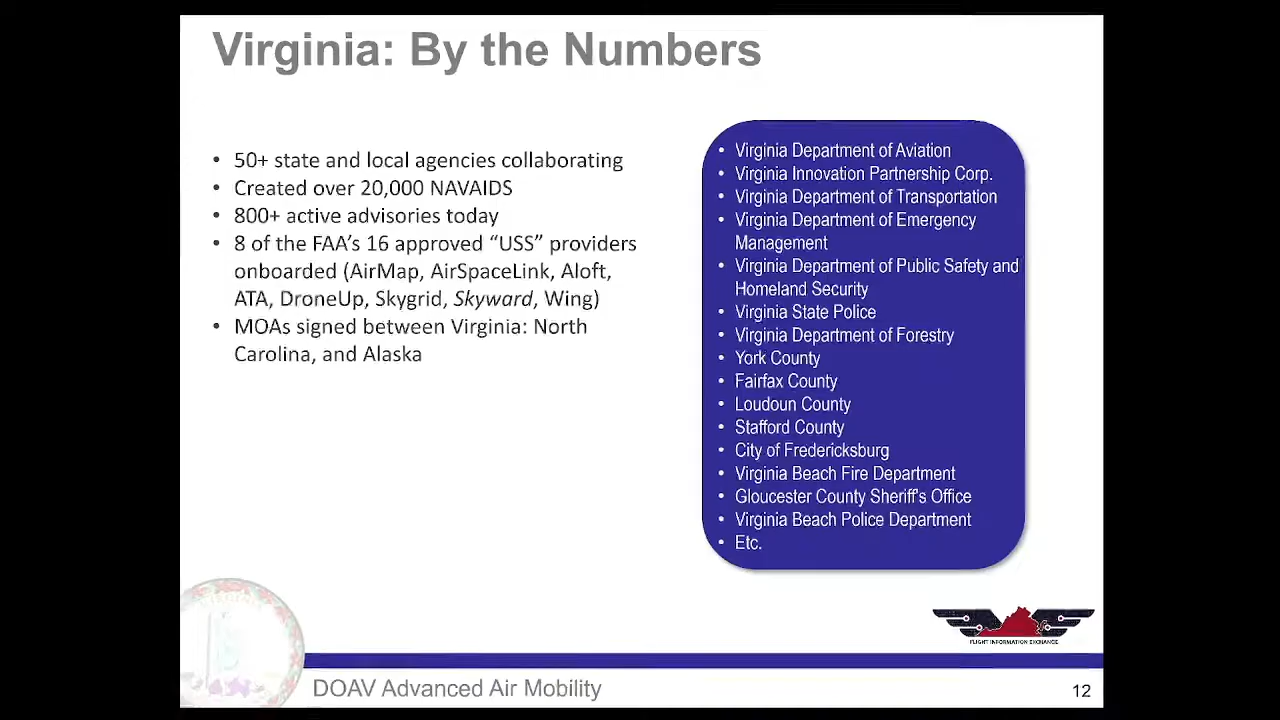 Virginia: By the Numbers
• 50+ state and local agencies collaborating
• Created over 20,000 NAVAIDS
• 800+ active advisories today
• 8 of the FAA’s 16 approved “USS” providers
onboarded (AirMap, AirSpaceLink, Aloft,
ATA, DroneUp, Skygrid, Skyward, Wing)
• MOAs signed between Virginia: North
Carolina, and Alaska
• Virginia Department of Aviation
• Virginia Innovation Partnership Corp.
• Virginia Department of Transportation
• Virginia Department of Emergency
Management
• Virginia Department of Public Safety and
Homeland Security
• Virginia State Police
• Virginia Department of Forestry
• York County
• Fairfax County
• Loudoun County
• Stafford County
• City of Fredericksburg
• Virginia Beach Fire Department
• Gloucester County Sheriff's Office
• Virginia Beach Police Department
• Etc.
FLIGHT INFORMATION EXCHANGE
DOAV Advanced Air Mobility
12